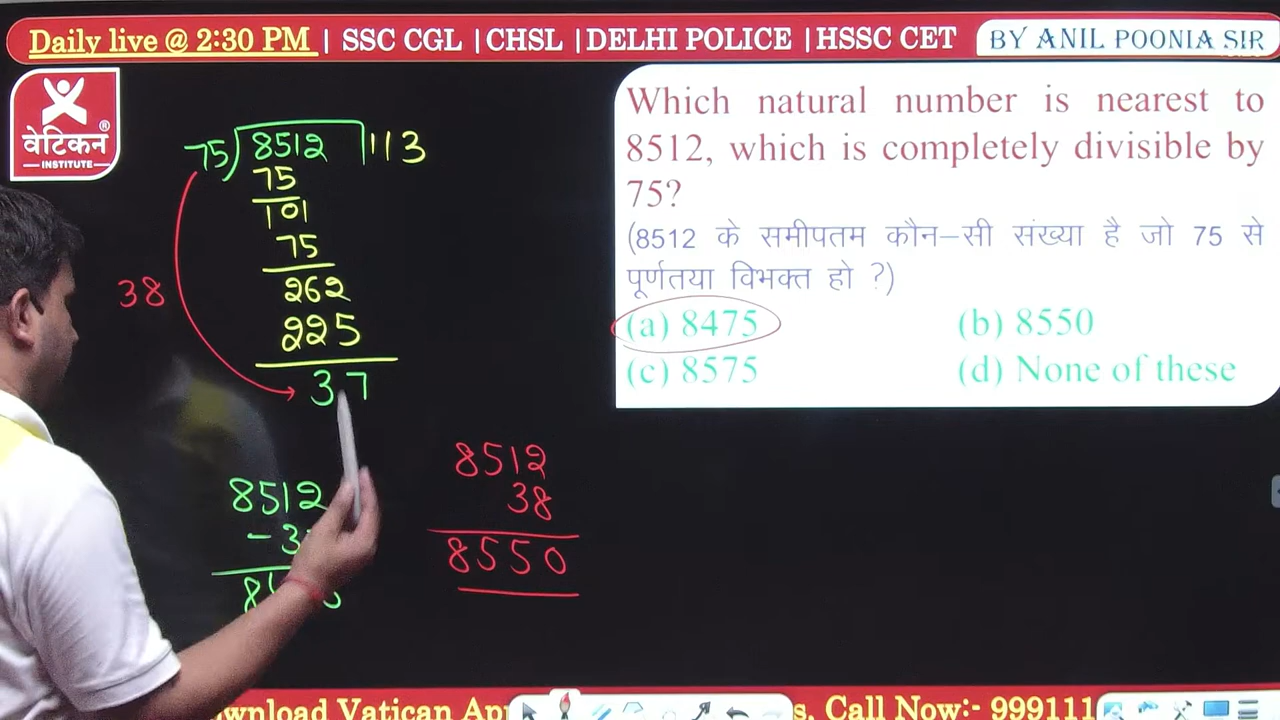 Daily live @ 2:30 PM | SSC CGL |CHSL |DELHI POLICE |HSSC CET
BY ANIL POONIA SIR
वेटिकन
®
INSTITUTE
75) 8512 113
75
101
75
262
225
37
38
8512
8512
38
8550
Which natural number is nearest to
8512, which is completely divisible by
75?
(8512 के समीपतम कौन–सी संख्या है जो 75 से
पूर्णतया विभक्त हो ?)
(a) 8475 (b) 8550
(c) 8575 (d) None of these
Vatican
s. Call Now:- 999111